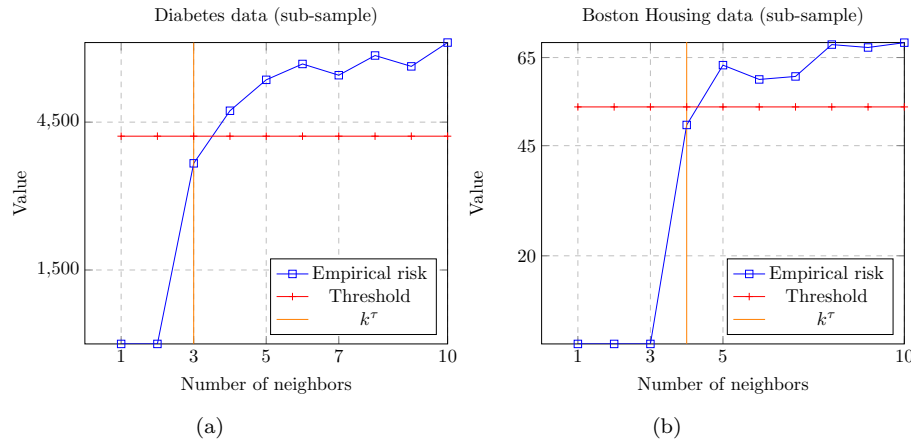 Diabetes data (sub-sample)
4,500
1,500
Value
1 3 5 7 10
Number of neighbors
Empirical risk
Threshold
k^τ
(a)
Boston Housing data (sub-sample)
65
45
20
Value
1 3 5 10
Number of neighbors
Empirical risk
Threshold
k^τ
(b)